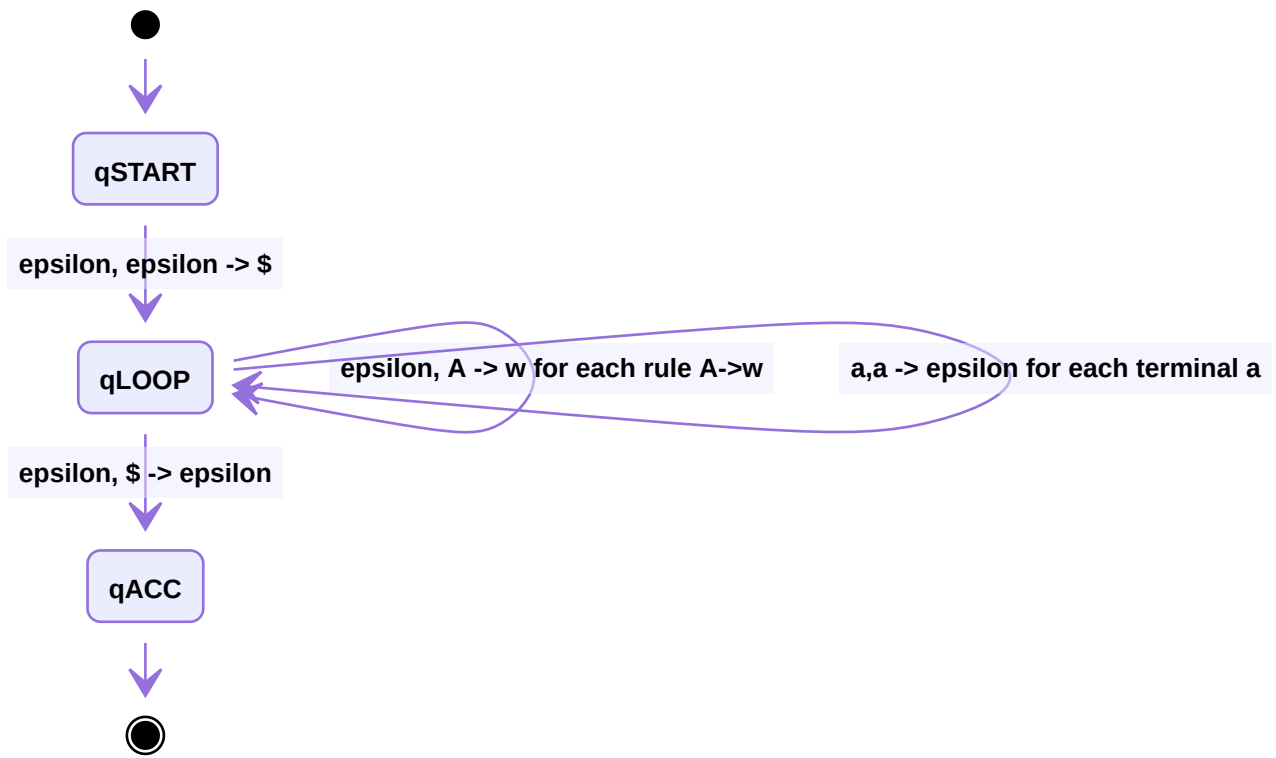 qSTART
epsilon, epsilon -> $
qLOOP
epsilon, A -> w for each rule A->w
a,a -> epsilon for each terminal a
epsilon, $ -> epsilon
qACC